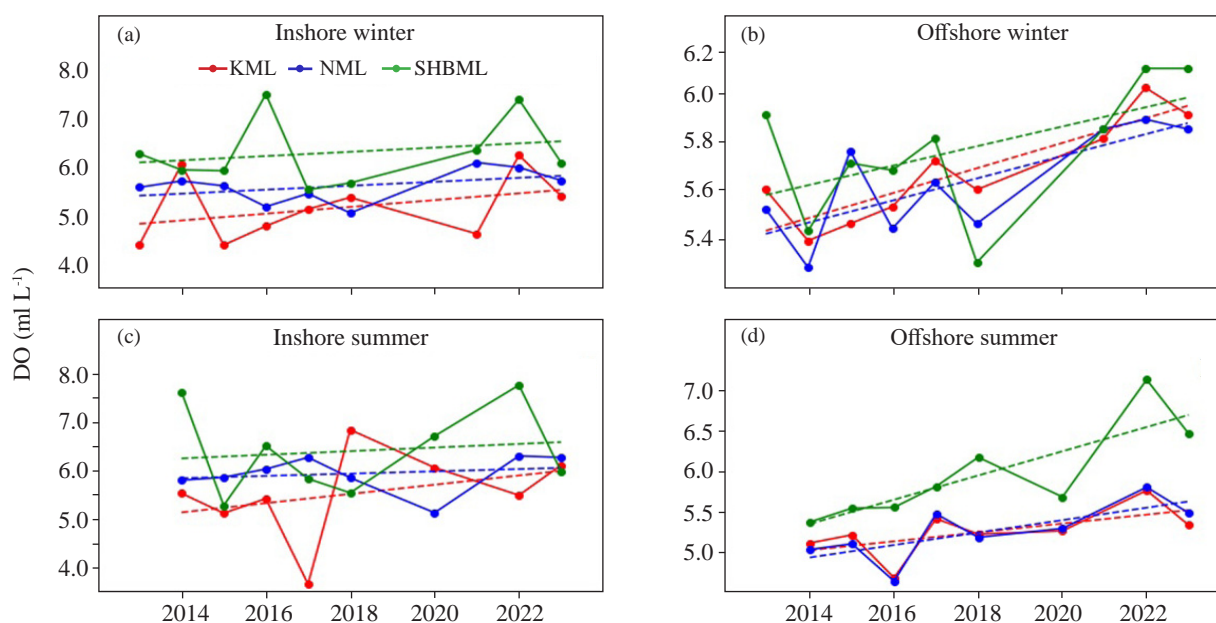 (a) Inshore winter
KML NML SHBML
8.0
7.0
6.0
5.0
4.0
2014 2016 2018 2020 2022
(b) Offshore winter
6.2
6.0
5.8
5.6
5.4
2014 2016 2018 2020 2022
DO (ml L⁻¹)
(c) Inshore summer
8.0
7.0
6.0
5.0
4.0
2014 2016 2018 2020 2022
(d) Offshore summer
7.0
6.5
6.0
5.5
5.0
2014 2016 2018 2020 2022